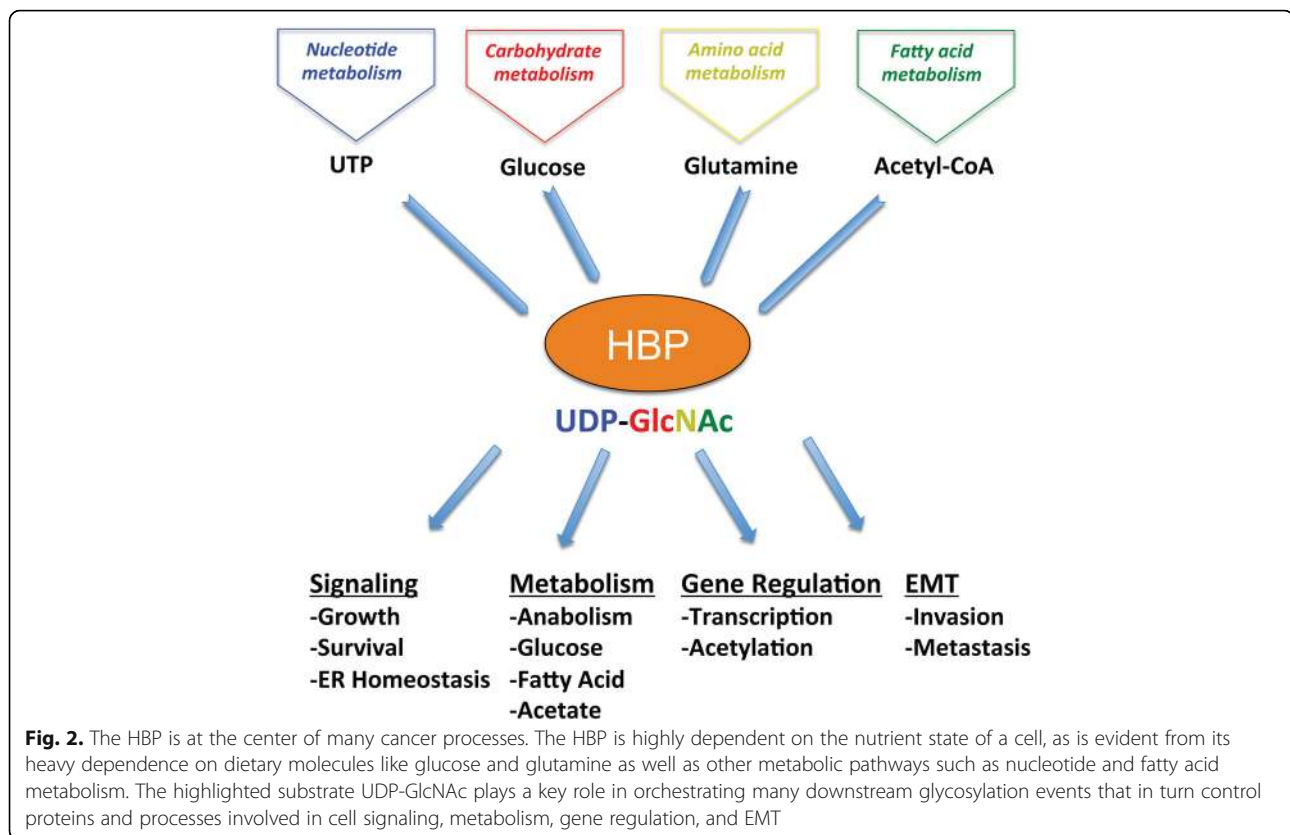 Nucleotide
metabolism
Carbohydrate
metabolism
Amino acid
metabolism
Fatty acid
metabolism
UTP
Glucose
Glutamine
Acetyl-CoA
HBP
UDP-GlcNAc
Signaling
-Growth
-Survival
-ER Homeostasis
Metabolism
-Anabolism
-Glucose
-Fatty Acid
-Acetate
Gene Regulation
-Transcription
-Acetylation
EMT
-Invasion
-Metastasis
Fig. 2. The HBP is at the center of many cancer processes. The HBP is highly dependent on the nutrient state of a cell, as is evident from its
heavy dependence on dietary molecules like glucose and glutamine as well as other metabolic pathways such as nucleotide and fatty acid
metabolism. The highlighted substrate UDP-GlcNAc plays a key role in orchestrating many downstream glycosylation events that in turn control
proteins and processes involved in cell signaling, metabolism, gene regulation, and EMT